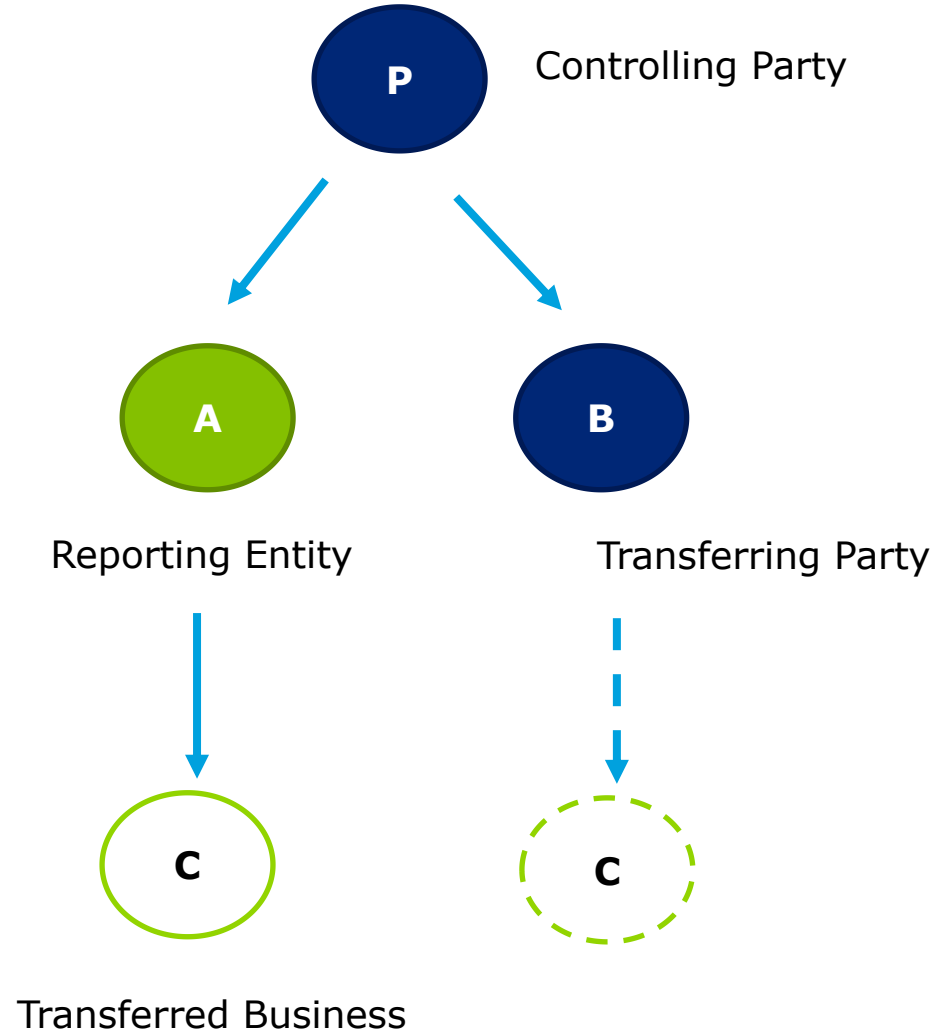 P
Controlling Party
A
B
Reporting Entity
Transferring Party
C
C
Transferred Business